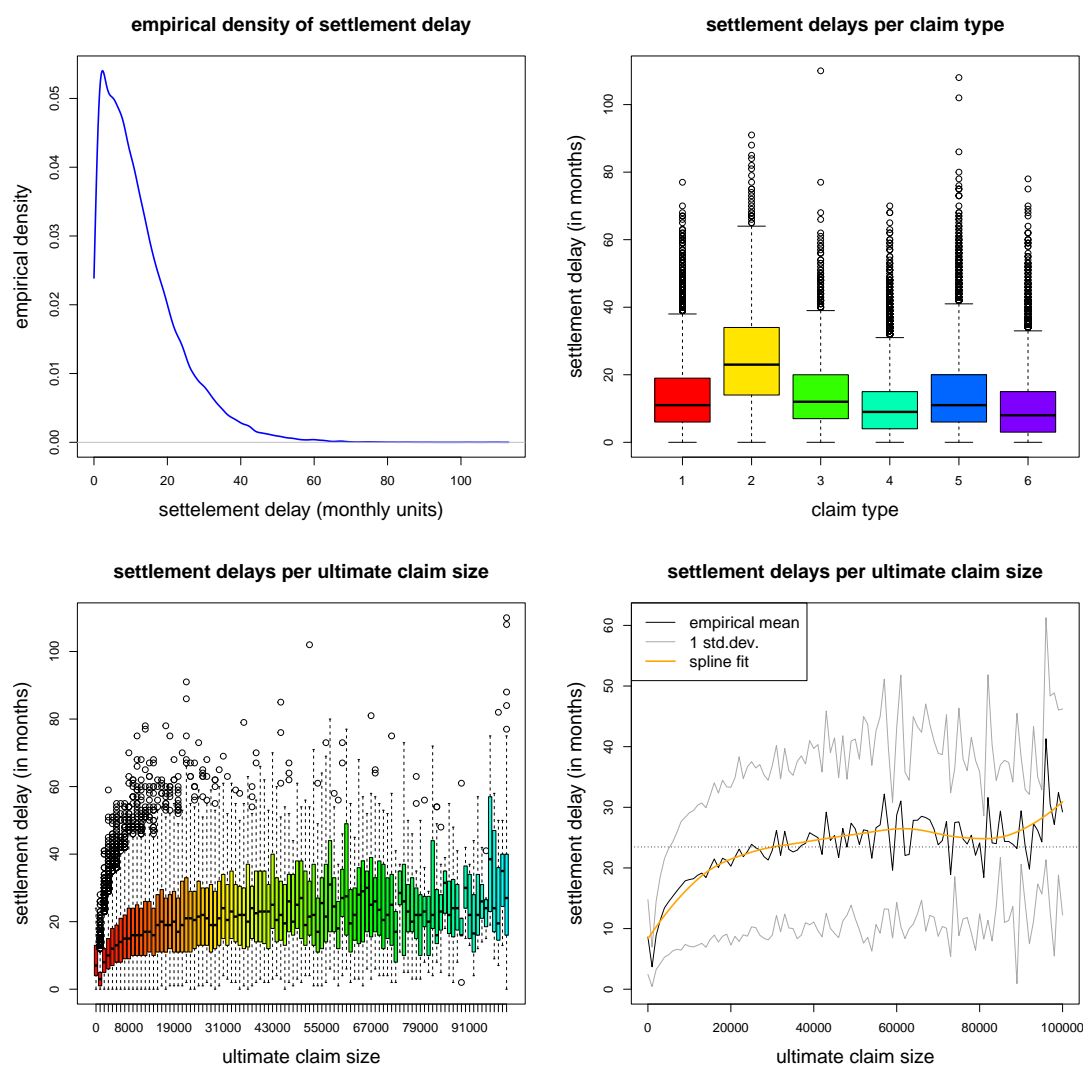 empirical density of settlement delay
empirical density
0.00
0.01
0.02
0.03
0.04
0.05
0 20 40 60 80 100
settelement delay (monthly units)
settlement delays per claim type
settlement delay (in months)
0
20
40
60
80
100
1 2 3 4 5 6
claim type
settlement delays per ultimate claim size
settlement delay (in months)
0
20
40
60
80
100
0 8000 19000 31000 43000 55000 67000 79000 91000
ultimate claim size
settlement delays per ultimate claim size
empirical mean
1 std.dev.
spline fit
settlement delay (in months)
0
10
20
30
40
50
60
0 20000 40000 60000 80000 100000
ultimate claim size